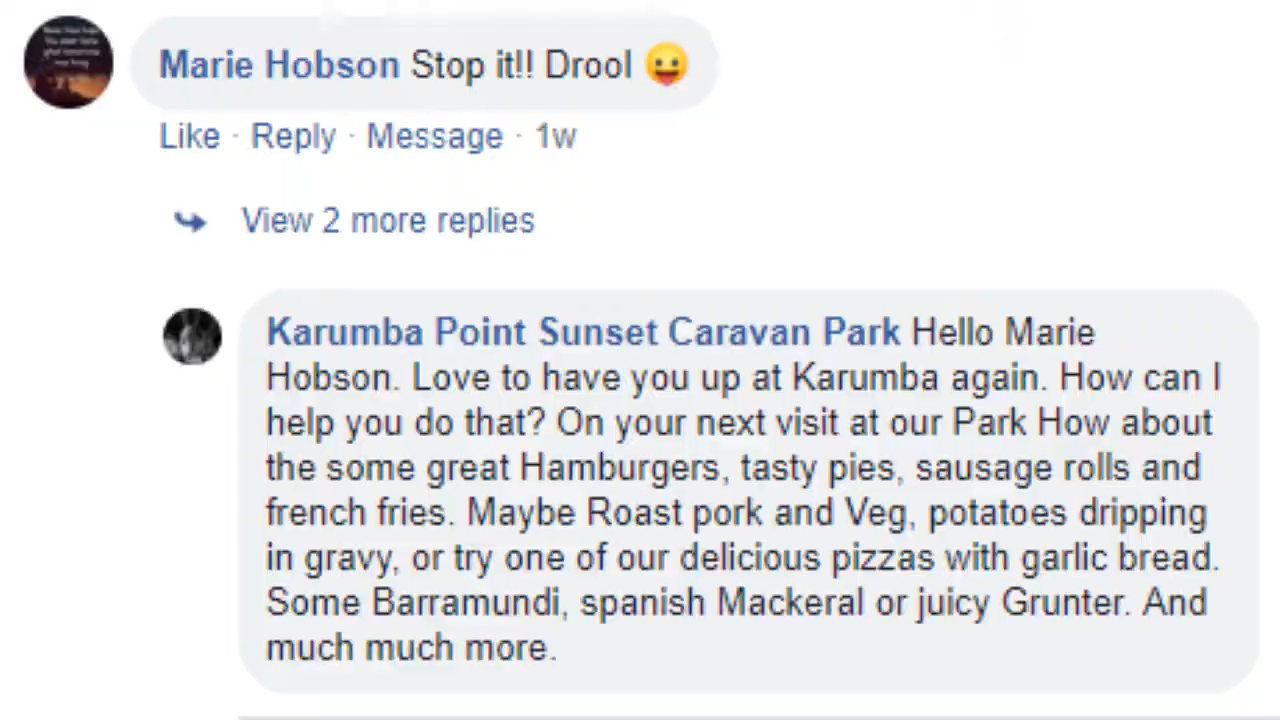 Marie Hobson Stop it!! Drool 😛
Like · Reply · Message · 1w
View 2 more replies
Karumba Point Sunset Caravan Park Hello Marie
Hobson. Love to have you up at Karumba again. How can I
help you do that? On your next visit at our Park How about
the some great Hamburgers, tasty pies, sausage rolls and
french fries. Maybe Roast pork and Veg, potatoes dripping
in gravy, or try one of our delicious pizzas with garlic bread.
Some Barramundi, spanish Mackeral or juicy Grunter. And
much much more.